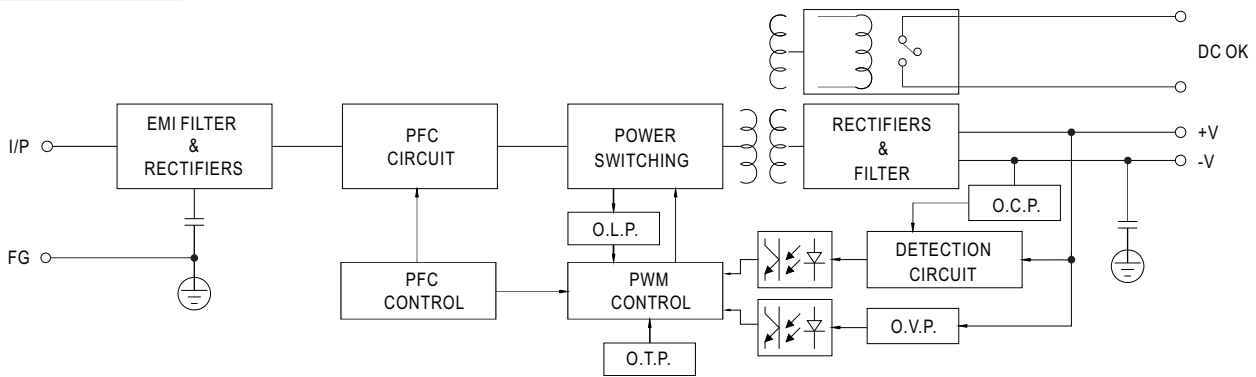 DC OK
I/P
EMI FILTER
&
RECTIFIERS
PFC
CIRCUIT
POWER
SWITCHING
RECTIFIERS
&
FILTER
+V
-V
O.C.P.
O.L.P.
FG
DETECTION
CIRCUIT
PFC
CONTROL
PWM
CONTROL
O.V.P.
O.T.P.